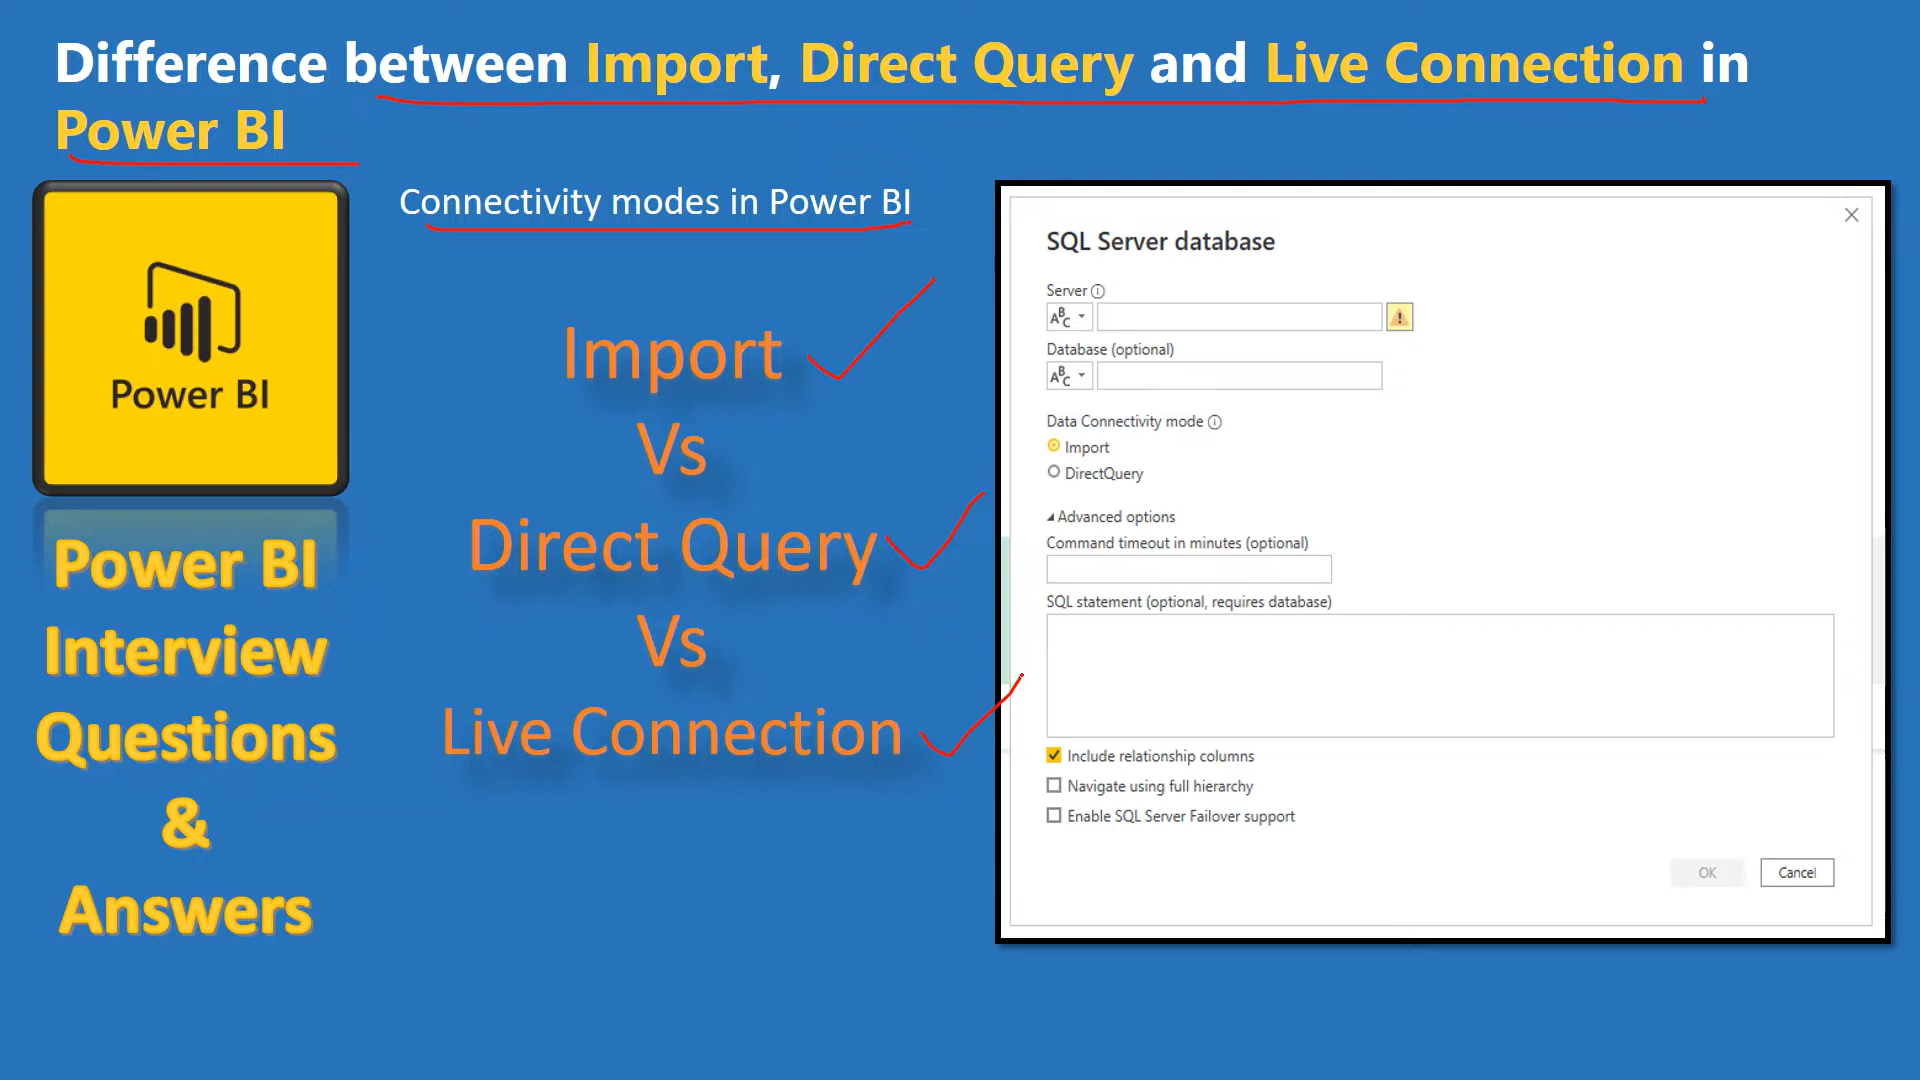 Difference between Import, Direct Query and Live Connection in
Power BI
Power BI
Power BI
Interview
Questions
&
Answers
Connectivity modes in Power BI
Import
Vs
Direct Query
Vs
Live Connection
SQL Server database
Server
ABC
Database (optional)
ABC
Data Connectivity mode
Import
DirectQuery
Advanced options
Command timeout in minutes (optional)
SQL statement (optional, requires database)
Include relationship columns
Navigate using full hierarchy
Enable SQL Server Failover support
OK Cancel